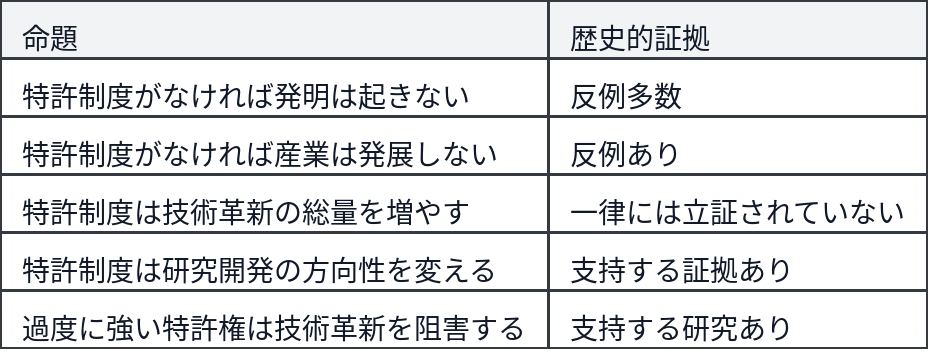 命題 歴史的証拠
特許制度がなければ発明は起きない 反例多数
特許制度がなければ産業は発展しない 反例あり
特許制度は技術革新の総量を増やす 一律には立証されていない
特許制度は研究開発の方向性を変える 支持する証拠あり
過度に強い特許権は技術革新を阻害する 支持する研究あり